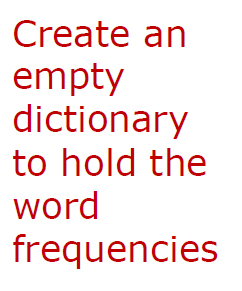 Create an
empty
dictionary
to hold the
word
frequencies